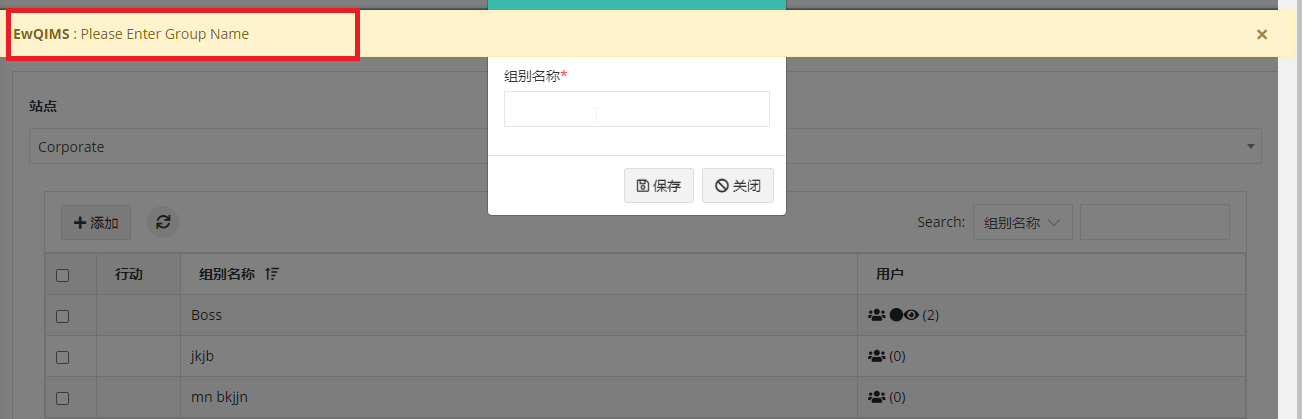 EwQIMS : Please Enter Group Name ×
组别名称*
站点
Corporate
保存 关闭
添加 Search: 组别名称
行动 组别名称 用户
Boss (2)
jkjb (0)
mn bkjjn (0)